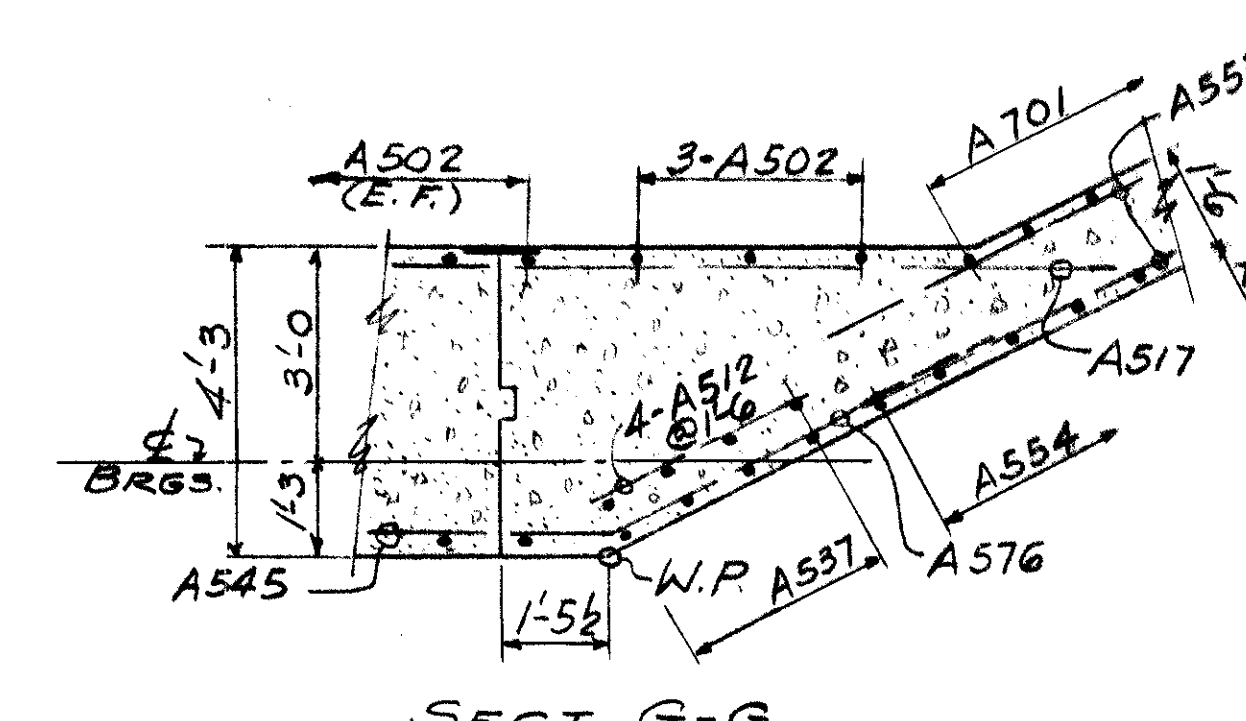 A502
(E. F.)
3-A502
A701
4'-3
3'-0
1'-3
℄
BRGS.
4-A512
@1'-6
A517
A554
A545
W.P.
A537
A576
1'-5½
SECT. G-G